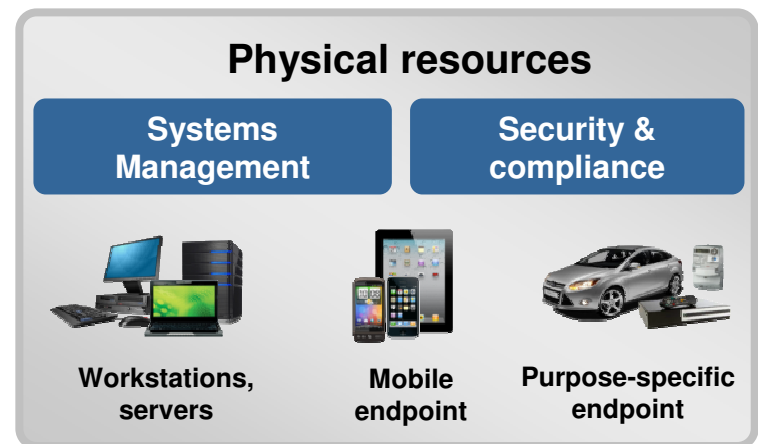 Physical resources
Systems
Management
Security &
compliance
Workstations,
servers
Mobile
endpoint
Purpose-specific
endpoint